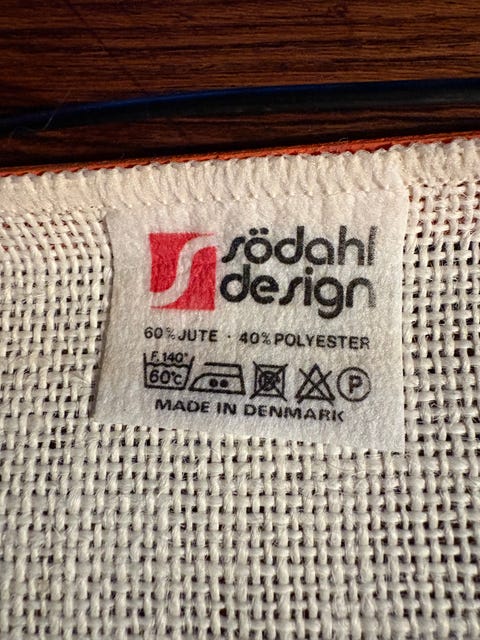 södahl
design
60% JUTE · 40% POLYESTER
F. 140°
60°C P
MADE IN DENMARK